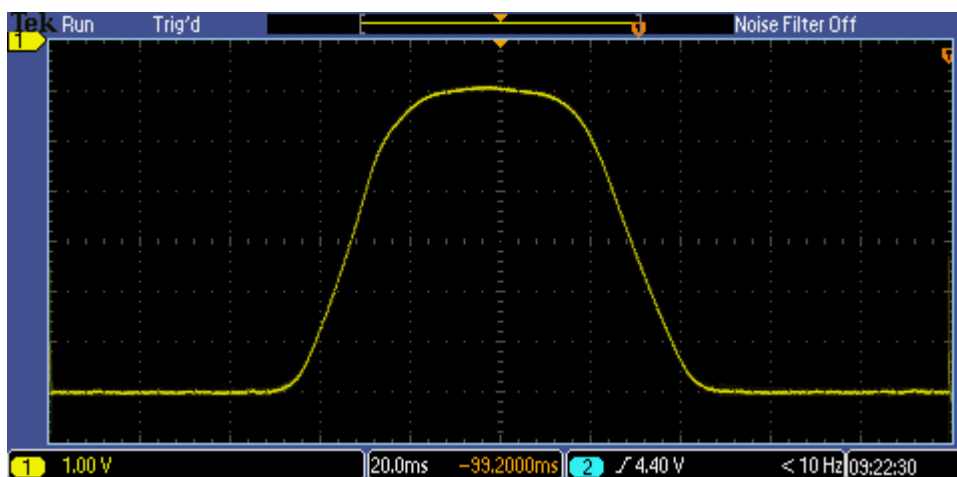 Tek Run Trig'd Noise Filter Off
1
T
T
1 1.00 V 20.0ms -99.2000ms 2 4.40 V < 10 Hz 09:22:30